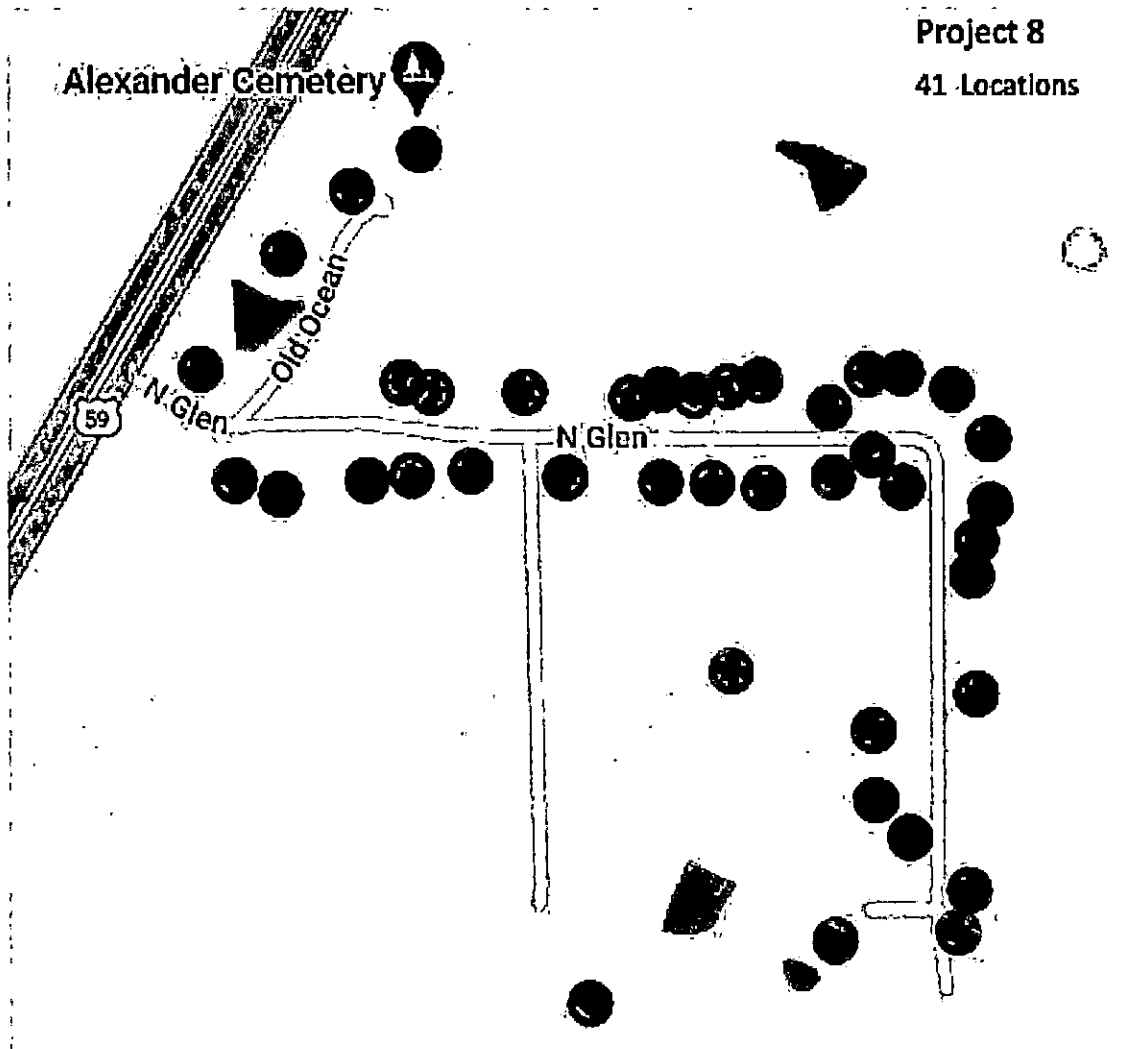 Project 8
41 Locations
Alexander Cemetery
Old Ocean
N Glen
59
N Glen